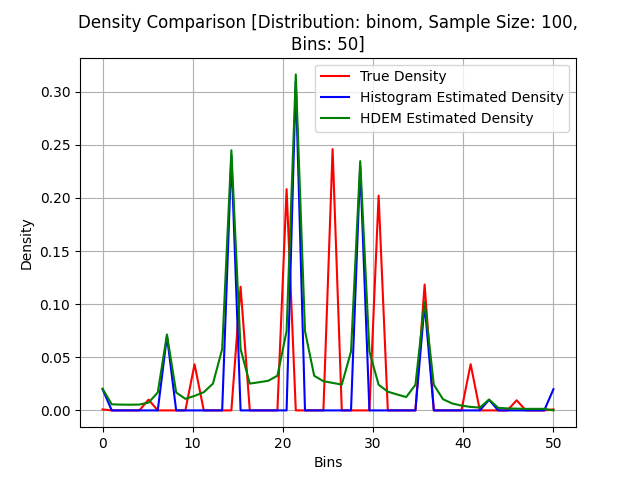 Density Comparison [Distribution: binom, Sample Size: 100,
Bins: 50]
True Density
Histogram Estimated Density
HDEM Estimated Density
Density
0.30
0.25
0.20
0.15
0.10
0.05
0.00
0 10 20 30 40 50
Bins